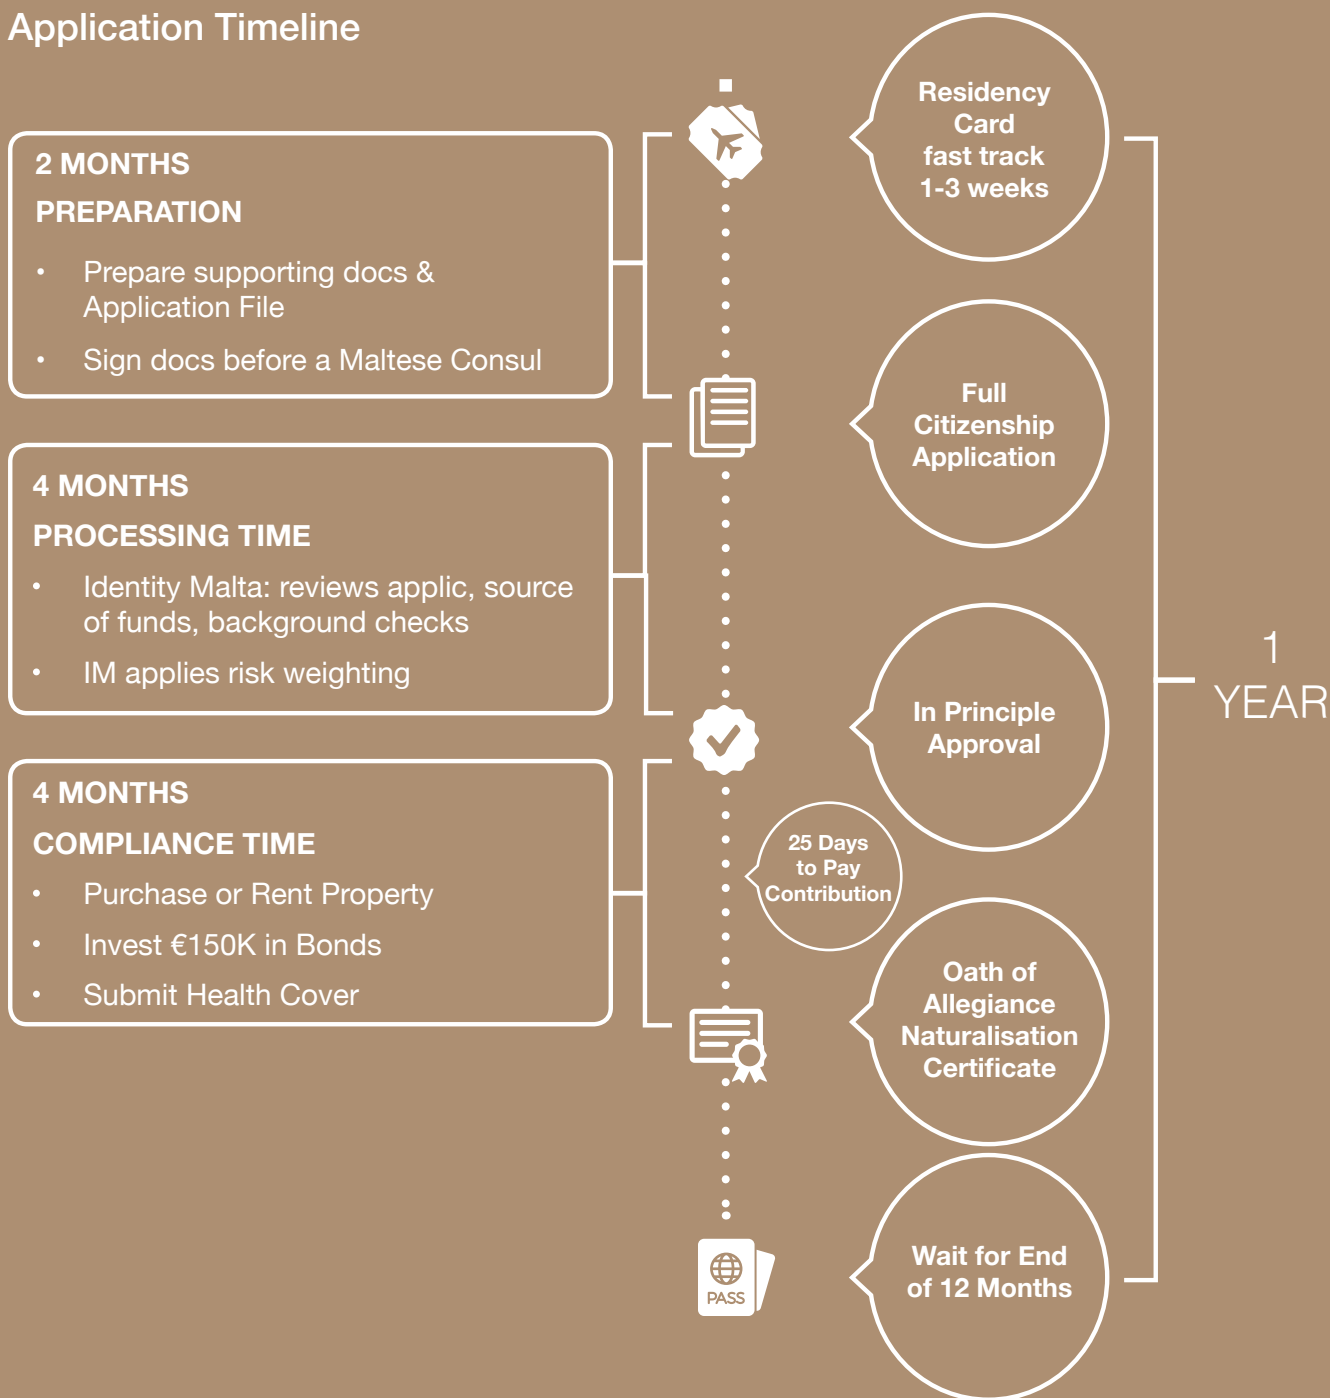 Application Timeline
2 MONTHS
PREPARATION
• Prepare supporting docs &
Application File
• Sign docs before a Maltese Consul
4 MONTHS
PROCESSING TIME
• Identity Malta: reviews applic, source
of funds, background checks
• IM applies risk weighting
4 MONTHS
COMPLIANCE TIME
• Purchase or Rent Property
• Invest €150K in Bonds
• Submit Health Cover
Residency
Card
fast track
1-3 weeks
Full
Citizenship
Application
In Principle
Approval
25 Days
to Pay
Contribution
Oath of
Allegiance
Naturalisation
Certificate
PASS
Wait for End
of 12 Months
1
YEAR